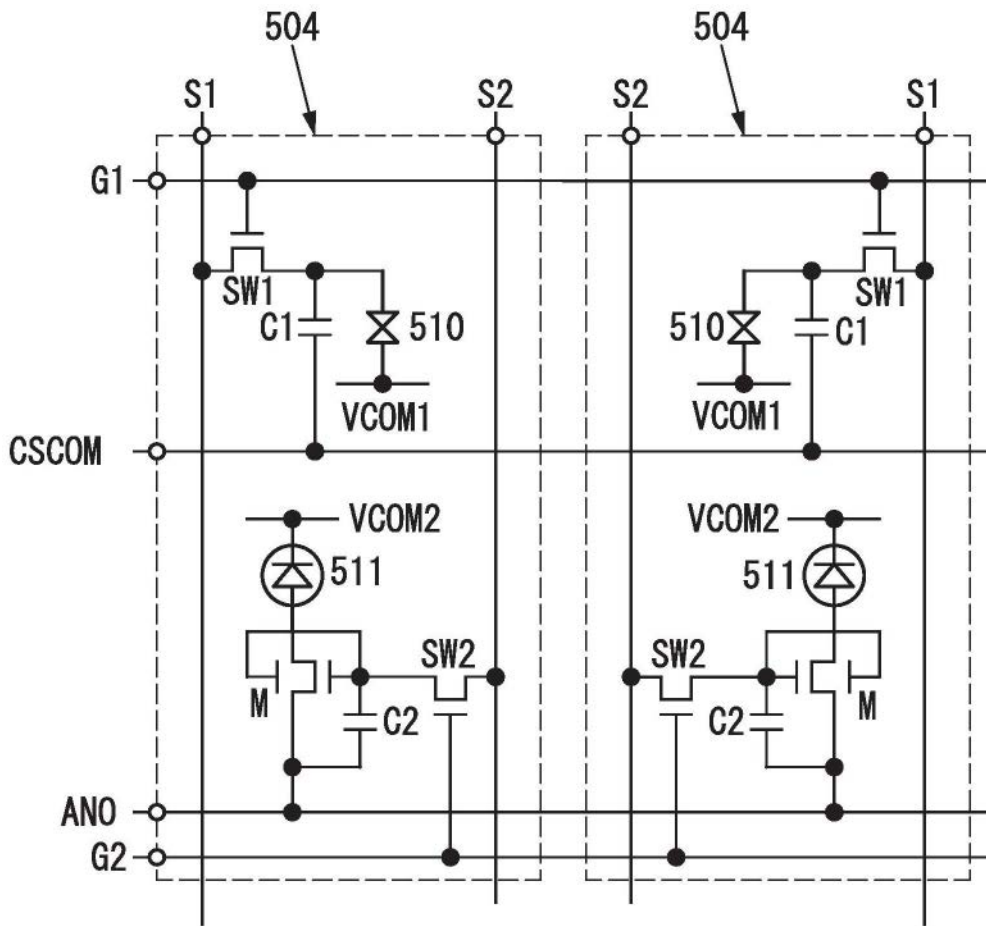 504 504
S1 S2 S2 S1
G1
SW1 SW1
C1 510 510 C1
VCOM1 VCOM1
CSCOM
VCOM2 VCOM2
511 511
SW2 SW2
M C2 C2 M
ANO
G2